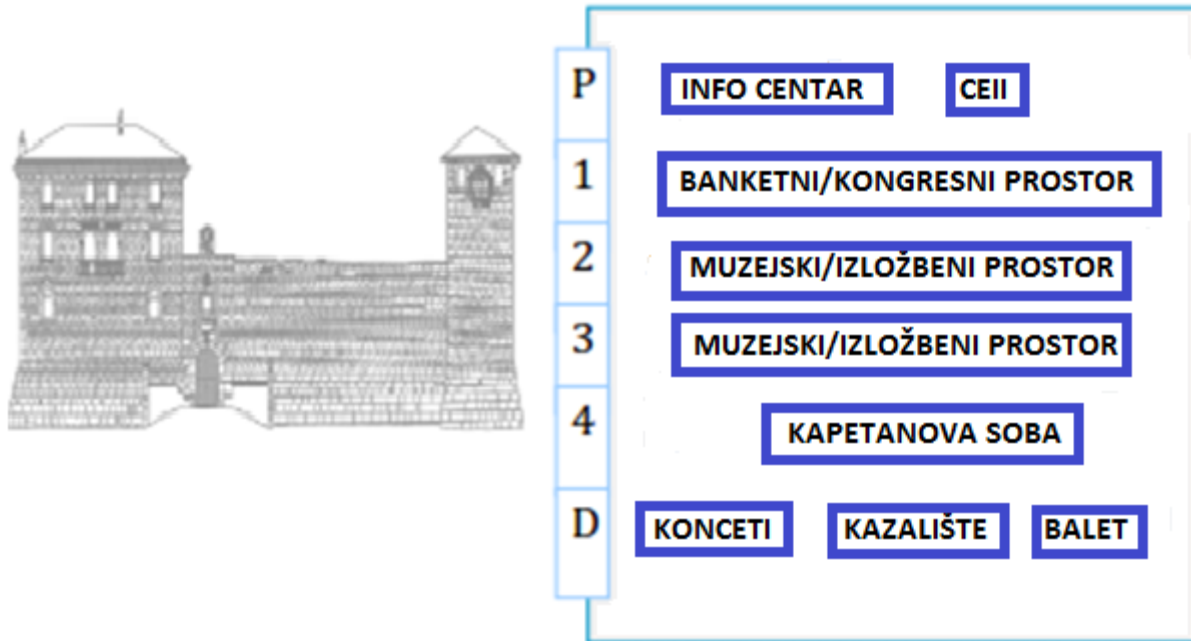 P INFO CENTAR CEII
1 BANKETNI/KONGRESNI PROSTOR
2 MUZEJSKI/IZLOŽBENI PROSTOR
3 MUZEJSKI/IZLOŽBENI PROSTOR
4 KAPETANOVA SOBA
D KONCETI KAZALIŠTE BALET